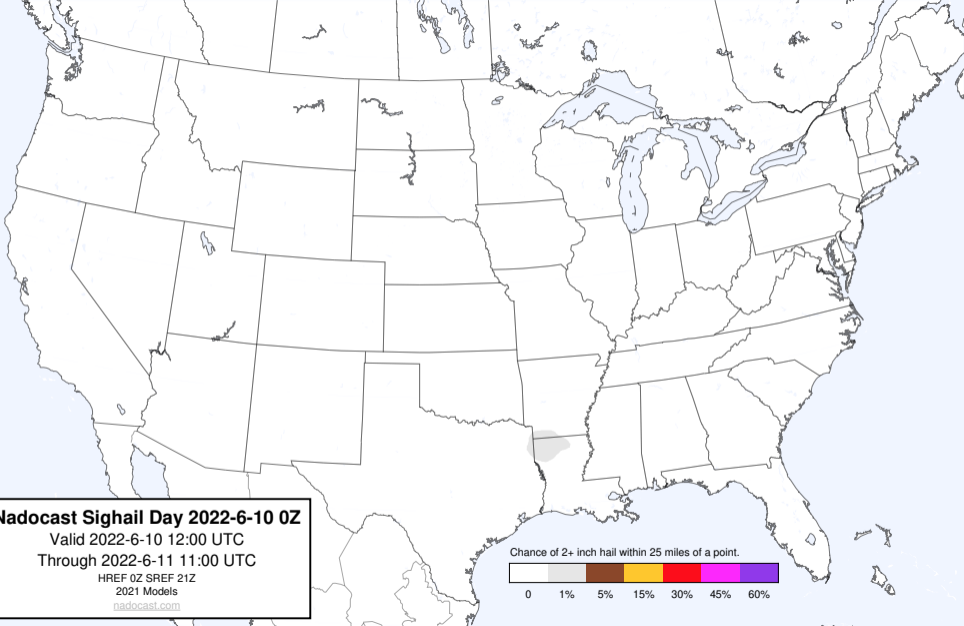 Nadocast Sighail Day 2022-6-10 0Z
Valid 2022-6-10 12:00 UTC
Through 2022-6-11 11:00 UTC
HREF 0Z SREF 21Z
2021 Models
nadocast.com
Chance of 2+ inch hail within 25 miles of a point.
0 1% 5% 15% 30% 45% 60%